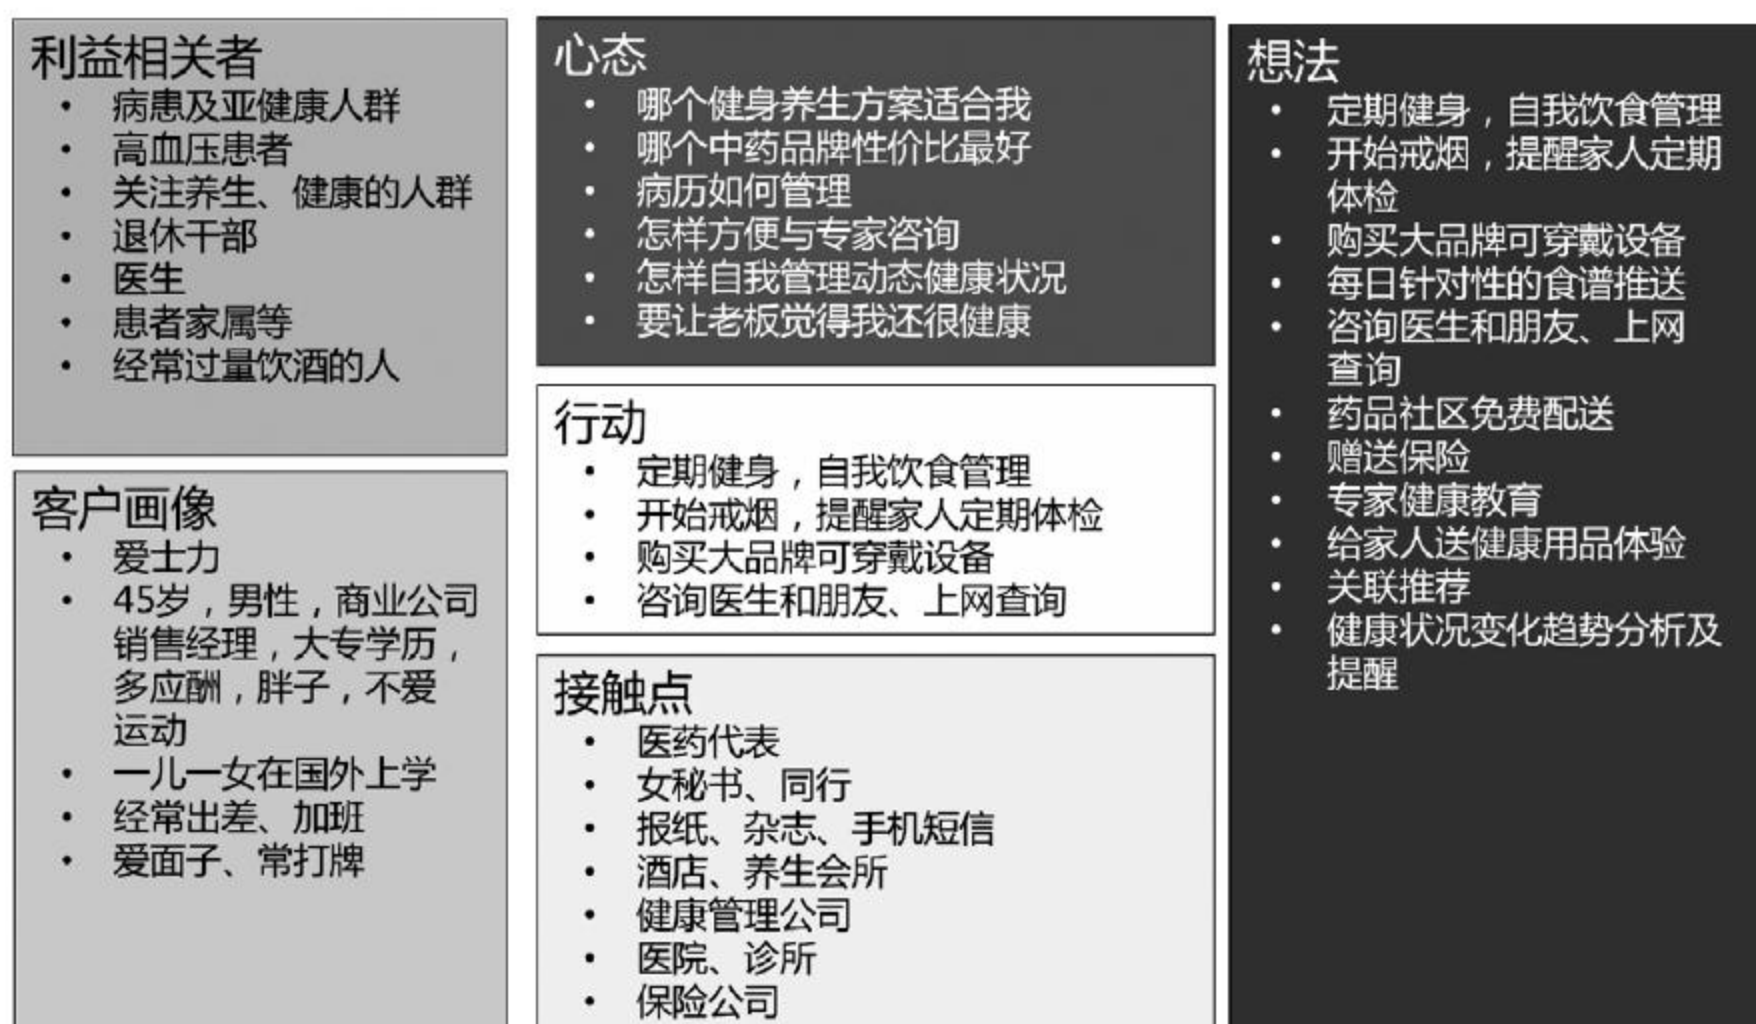 利益相关者
• 病患及亚健康人群
• 高血压患者
• 关注养生、健康的人群
• 退休干部
• 医生
• 患者家属等
• 经常过量饮酒的人
客户画像
• 爱士力
• 45岁，男性，商业公司
销售经理，大专学历，
多应酬，胖子，不爱
运动
• 一儿一女在国外上学
• 经常出差、加班
• 爱面子、常打牌
心态
• 哪个健身养生方案适合我
• 哪个中药品牌性价比最好
• 病历如何管理
• 怎样方便与专家咨询
• 怎样自我管理动态健康状况
• 要让老板觉得我还很健康
行动
• 定期健身，自我饮食管理
• 开始戒烟，提醒家人定期体检
• 购买大品牌可穿戴设备
• 咨询医生和朋友、上网查询
接触点
• 医药代表
• 女秘书、同行
• 报纸、杂志、手机短信
• 酒店、养生会所
• 健康管理公司
• 医院、诊所
• 保险公司
想法
• 定期健身，自我饮食管理
• 开始戒烟，提醒家人定期
体检
• 购买大品牌可穿戴设备
• 每日针对性的食谱推送
• 咨询医生和朋友、上网
查询
• 药品社区免费配送
• 赠送保险
• 专家健康教育
• 给家人送健康用品体验
• 关联推荐
• 健康状况变化趋势分析及
提醒